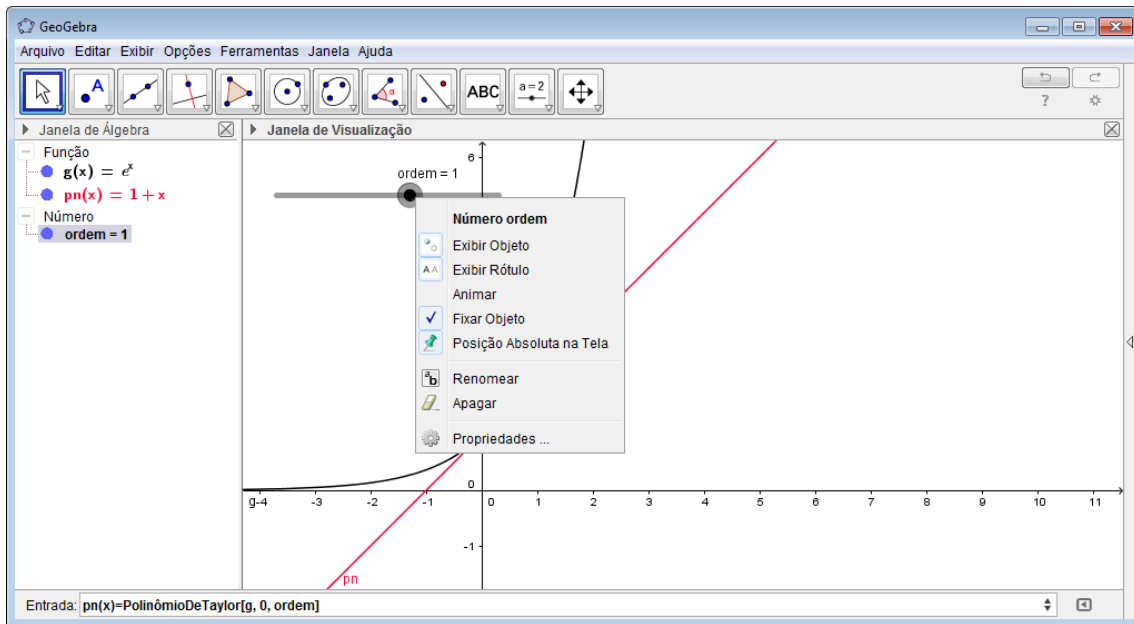 GeoGebra
Arquivo Editar Exibir Opções Ferramentas Janela Ajuda
A
α
ABC
a=2
?
Janela de Álgebra
Janela de Visualização
Função
g(x) = eˣ
pn(x) = 1 + x
Número
ordem = 1
6
ordem = 1
Número ordem
Exibir Objeto
AA
Exibir Rótulo
Animar
Fixar Objeto
Posição Absoluta na Tela
ab
Renomear
Apagar
Propriedades ...
0
g -4 -3 -2 -1 0 1 2 3 4 5 6 7 8 9 10 11
-1
pn
Entrada: pn(x)=PolinômioDeTaylor[g, 0, ordem]